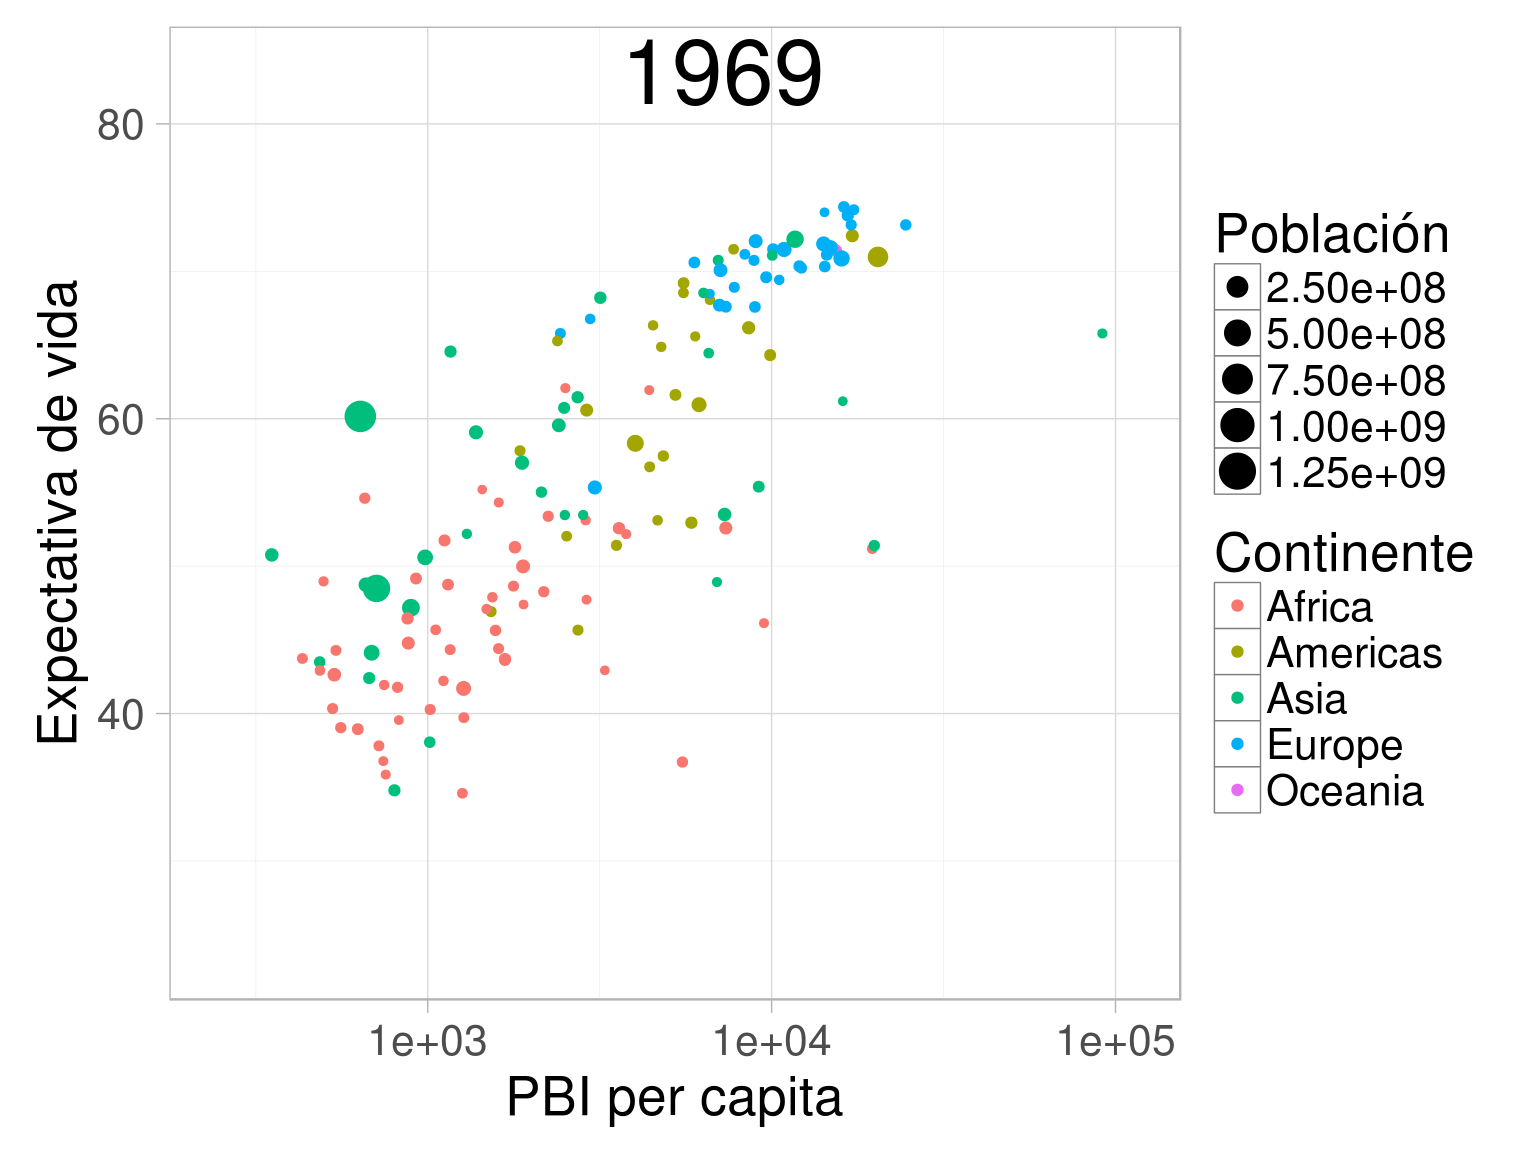 1969
80
60
40
Expectativa de vida
1e+03
1e+04
1e+05
PBI per capita
Población
2.50e+08
5.00e+08
7.50e+08
1.00e+09
1.25e+09
Continente
Africa
Americas
Asia
Europe
Oceania